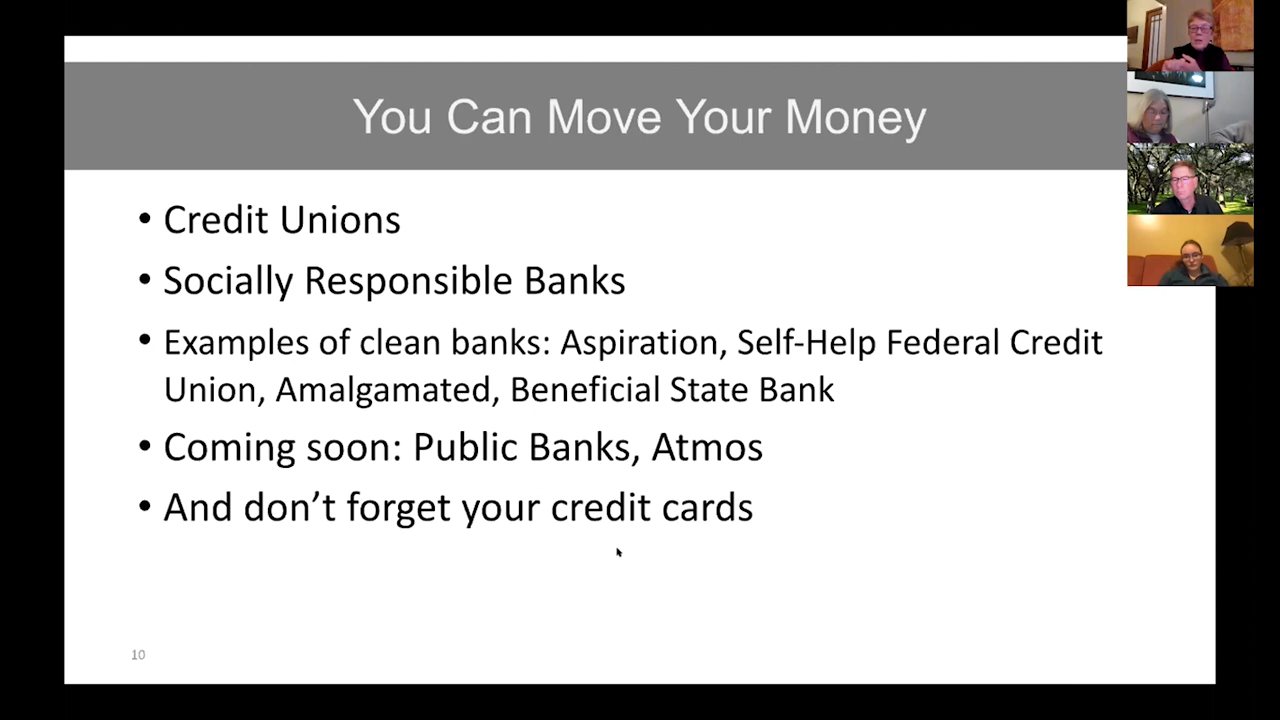 You Can Move Your Money
• Credit Unions
• Socially Responsible Banks
• Examples of clean banks: Aspiration, Self-Help Federal Credit
Union, Amalgamated, Beneficial State Bank
• Coming soon: Public Banks, Atmos
• And don’t forget your credit cards
10